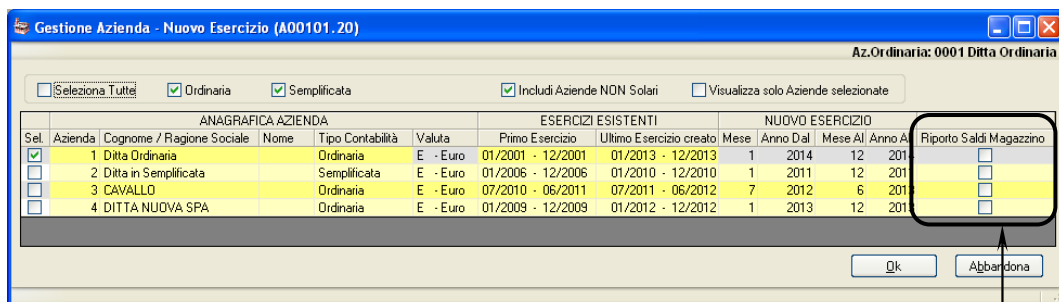 Gestione Azienda - Nuovo Esercizio (A00101.20)
Az.Ordinaria: 0001 Ditta Ordinaria
Seleziona Tutte Ordinaria Semplificata Includi Aziende NON Solari Visualizza solo Aziende selezionate
ANAGRAFICA AZIENDA ESERCIZI ESISTENTI NUOVO ESERCIZIO
Sel. Azienda Cognome / Ragione Sociale Nome Tipo Contabilità Valuta Primo Esercizio Ultimo Esercizio creato Mese Anno Dal Mese Al Anno A Riporto Saldi Magazzino
1 Ditta Ordinaria Ordinaria E - Euro 01/2001 - 12/2001 01/2013 - 12/2013 1 2014 12 201
2 Ditta in Semplificata Semplificata E - Euro 01/2006 - 12/2006 01/2010 - 12/2010 1 2011 12 201
3 CAVALLO Ordinaria E - Euro 07/2010 - 06/2011 07/2011 - 06/2012 7 2012 6 201
4 DITTA NUOVA SPA Ordinaria E - Euro 01/2009 - 12/2009 01/2012 - 12/2012 1 2013 12 201
Ok Abbandona